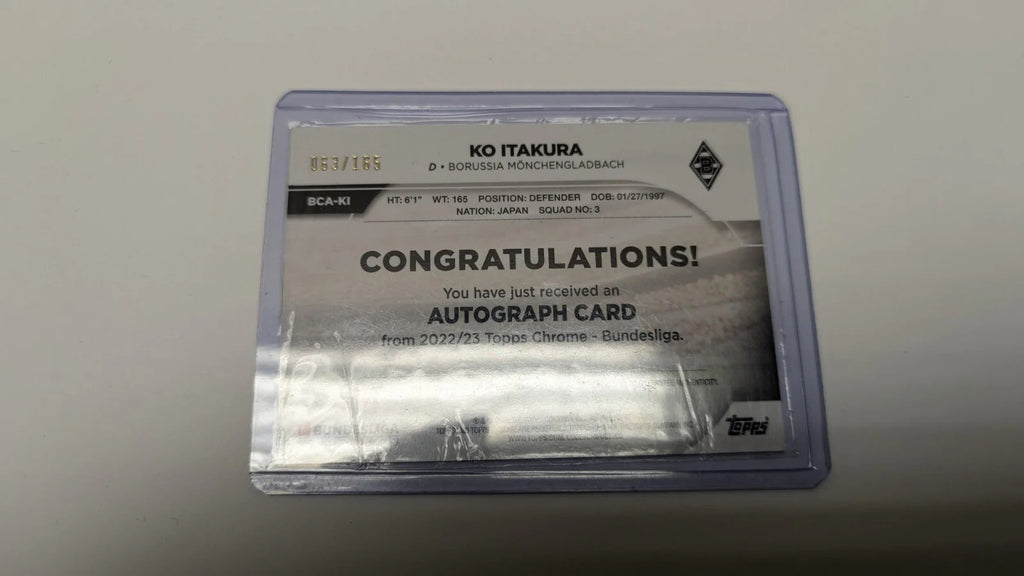 063/165
KO ITAKURA
D • BORUSSIA MÖNCHENGLADBACH
BCA-KI
HT: 6'1" WT: 165 POSITION: DEFENDER DOB: 01/27/1997
NATION: JAPAN SQUAD NO: 3
CONGRATULATIONS!
You have just received an
AUTOGRAPH CARD
from 2022/23 Topps Chrome - Bundesliga.
BUNDESLIGA
TOPPS